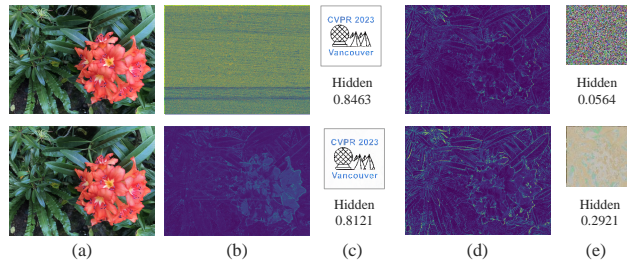 CVPR 2023
Vancouver
Hidden
0.8463
Hidden
0.0564
CVPR 2023
Vancouver
Hidden
0.8121
Hidden
0.2921
(a)
(b)
(c)
(d)
(e)